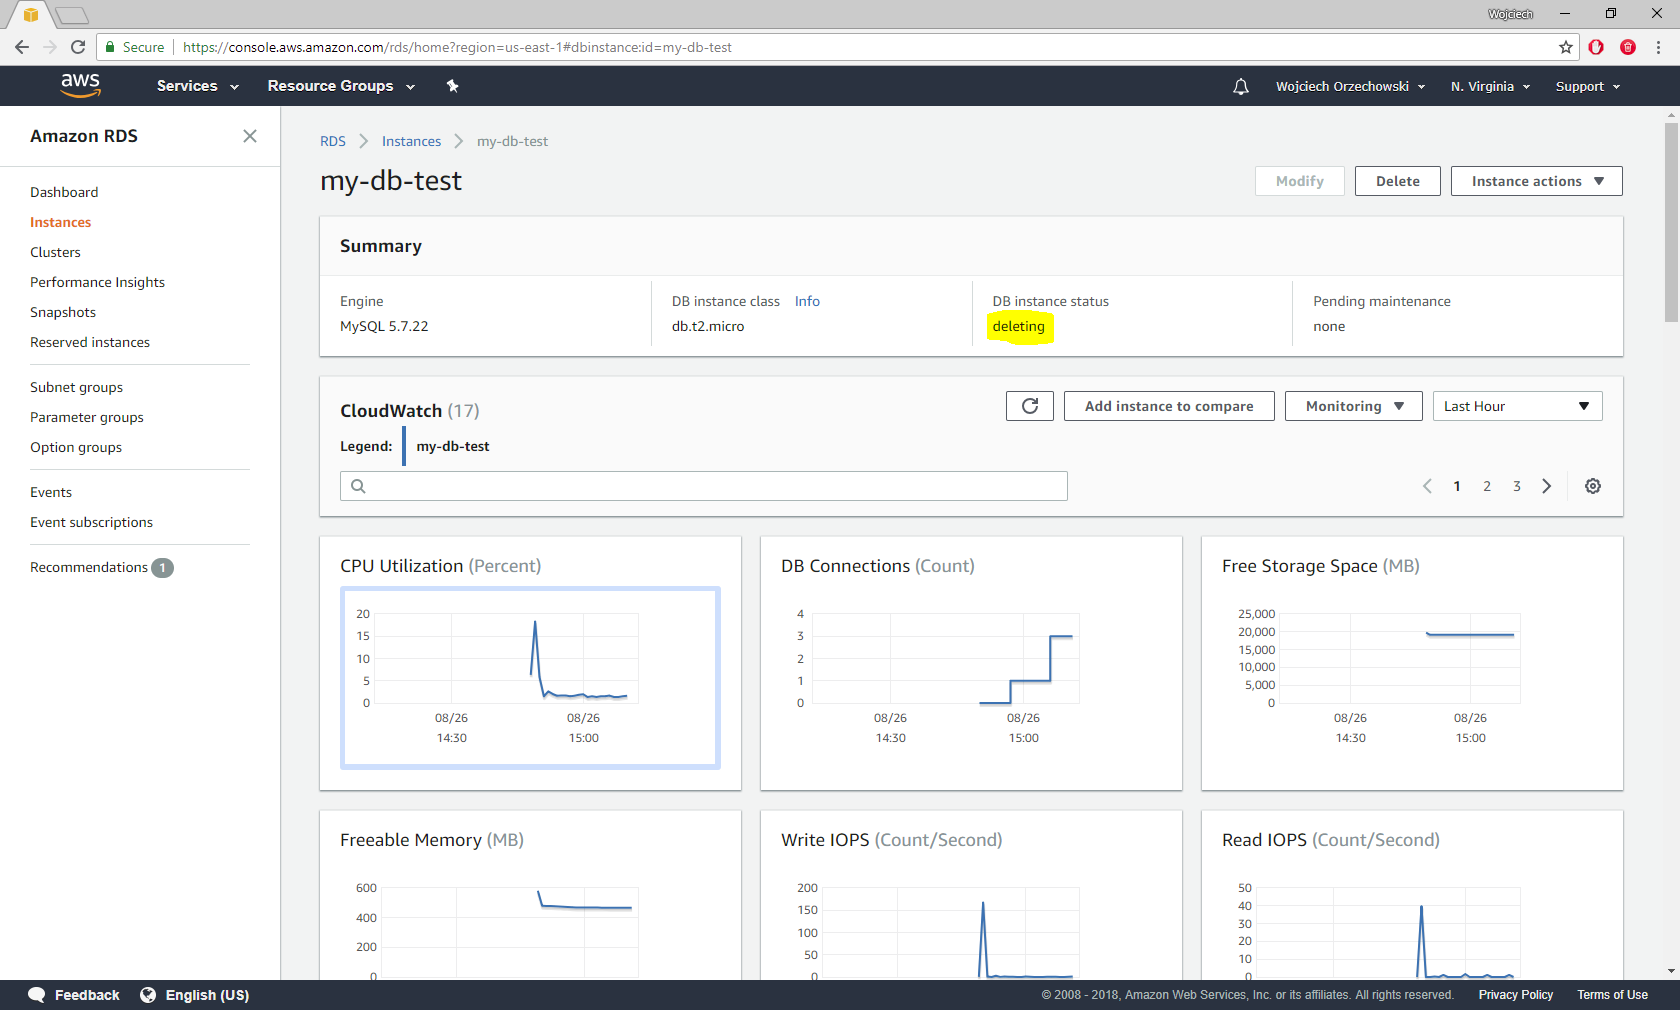 Wojciech
Secure
https://console.aws.amazon.com/rds/home?region=us-east-1#dbinstance:id=my-db-test
aws
Services
Resource Groups
Wojciech Orzechowski
N. Virginia
Support
Amazon RDS
Dashboard
Instances
Clusters
Performance Insights
Snapshots
Reserved instances
Subnet groups
Parameter groups
Option groups
Events
Event subscriptions
Recommendations 1
RDS
Instances
my-db-test
my-db-test
Modify
Delete
Instance actions
Summary
Engine
MySQL 5.7.22
DB instance class Info
db.t2.micro
DB instance status
deleting
Pending maintenance
none
CloudWatch (17)
Add instance to compare
Monitoring
Last Hour
Legend: my-db-test
1 2 3
CPU Utilization (Percent)
20
15
10
5
0
08/26 08/26
14:30 15:00
DB Connections (Count)
4
3
2
1
0
08/26 08/26
14:30 15:00
Free Storage Space (MB)
25,000
20,000
15,000
10,000
5,000
0
08/26 08/26
14:30 15:00
Freeable Memory (MB)
600
400
200
0
Write IOPS (Count/Second)
200
150
100
50
0
Read IOPS (Count/Second)
50
40
30
20
10
0
Feedback
English (US)
© 2008 - 2018, Amazon Web Services, Inc. or its affiliates. All rights reserved.
Privacy Policy
Terms of Use